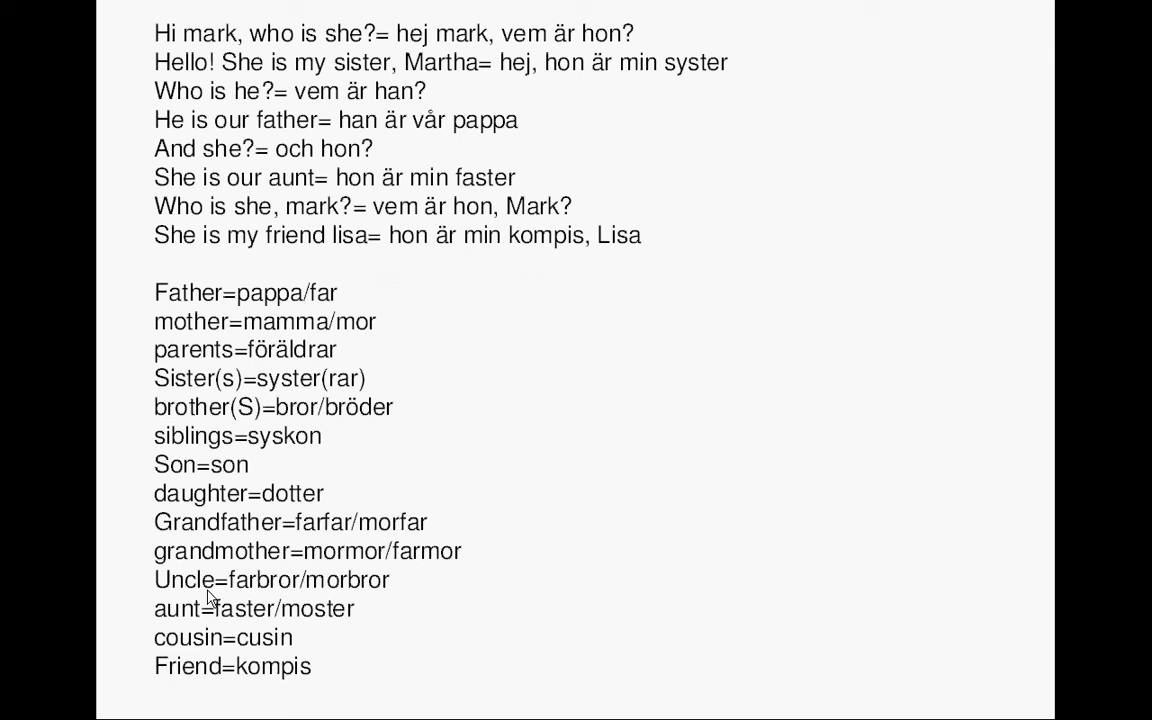 Hi mark, who is she?= hej mark, vem är hon?
Hello! She is my sister, Martha= hej, hon är min syster
Who is he?= vem är han?
He is our father= han är vår pappa
And she?= och hon?
She is our aunt= hon är min faster
Who is she, mark?= vem är hon, Mark?
She is my friend lisa= hon är min kompis, Lisa
Father=pappa/far
mother=mamma/mor
parents=föräldrar
Sister(s)=syster(rar)
brother(S)=bror/bröder
siblings=syskon
Son=son
daughter=dotter
Grandfather=farfar/morfar
grandmother=mormor/farmor
Uncle=farbror/morbror
aunt=faster/moster
cousin=cusin
Friend=kompis